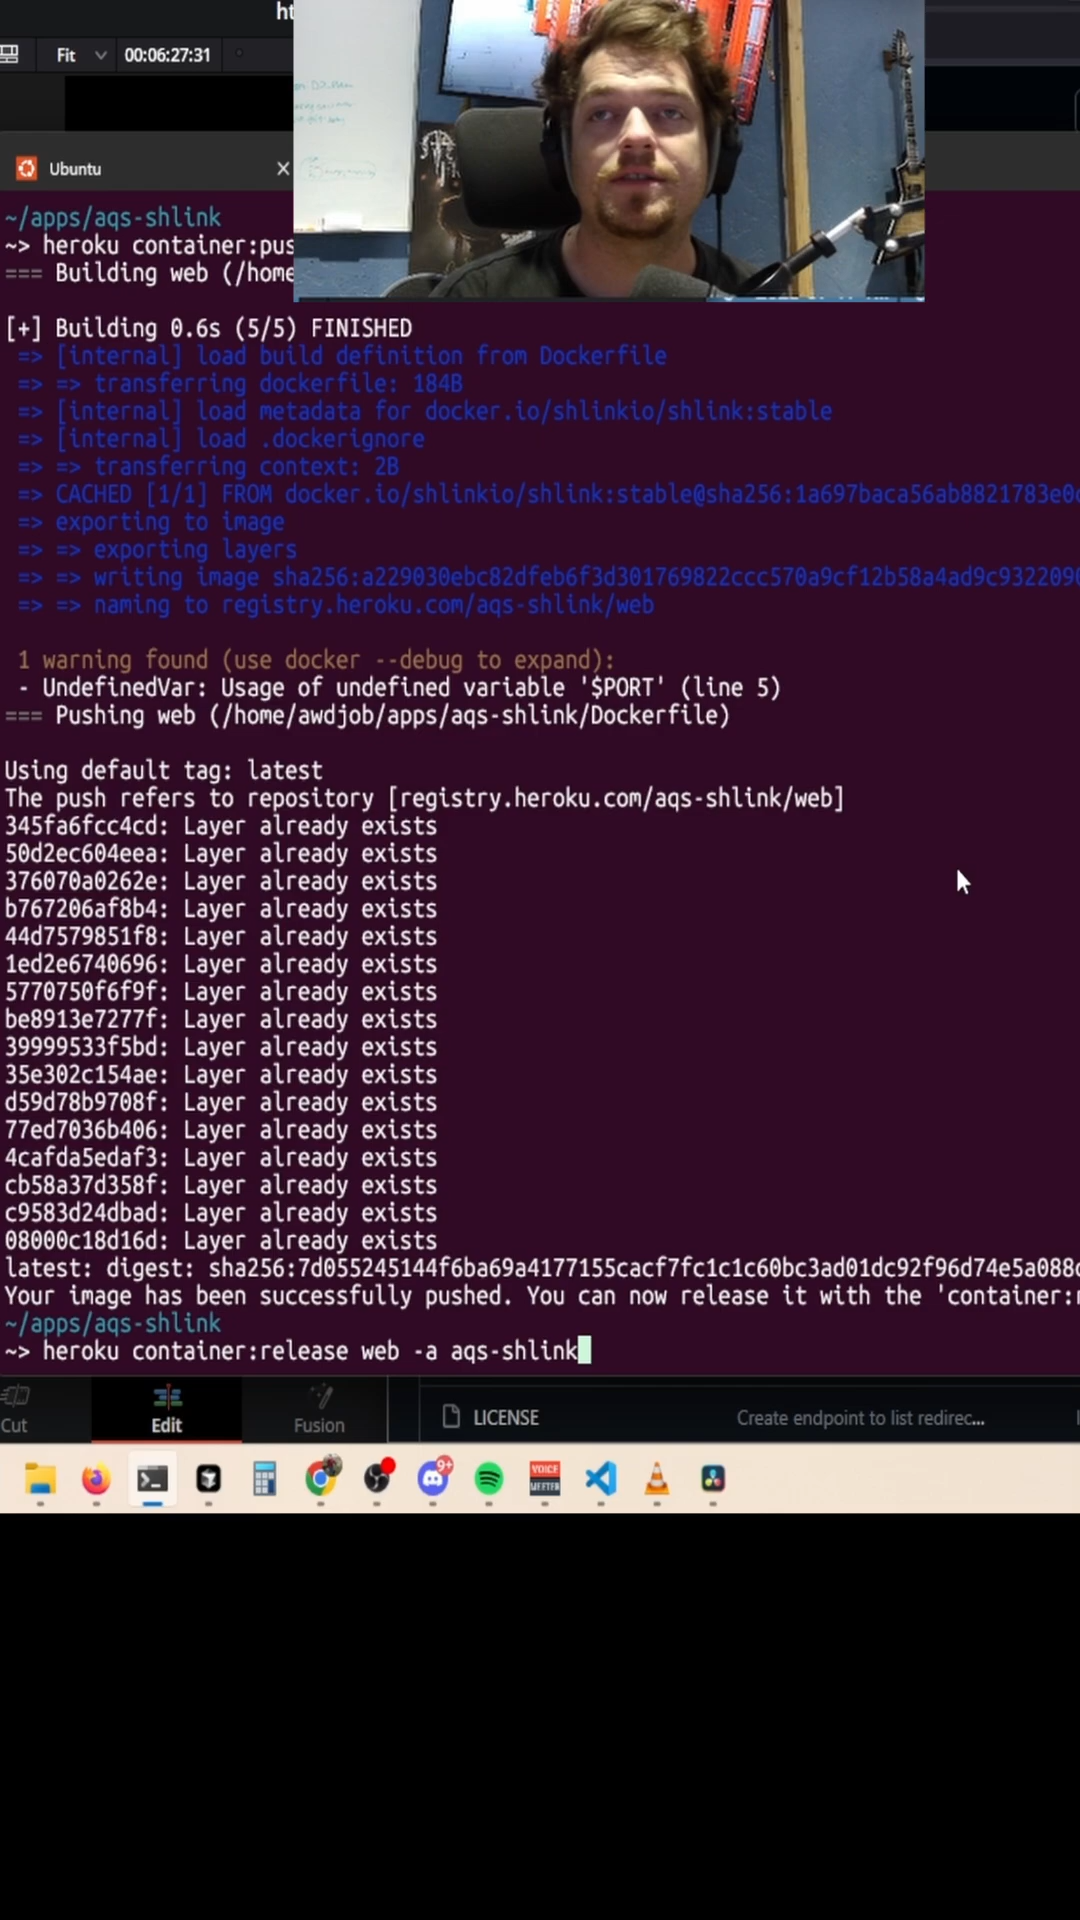 Fit
00:06:27:31
Ubuntu
~/apps/aqs-shlink
~> heroku container:pus
=== Building web (/home
[+] Building 0.6s (5/5) FINISHED
=> [internal] load build definition from Dockerfile
=> => transferring dockerfile: 184B
=> [internal] load metadata for docker.io/shlinkio/shlink:stable
=> [internal] load .dockerignore
=> => transferring context: 2B
=> CACHED [1/1] FROM docker.io/shlinkio/shlink:stable@sha256:1a697baca56ab8821783e0
=> exporting to image
=> => exporting layers
=> => writing image sha256:a229030ebc82dfeb6f3d301769822ccc570a9cf12b58a4ad9c9322090
=> => naming to registry.heroku.com/aqs-shlink/web
1 warning found (use docker --debug to expand):
- UndefinedVar: Usage of undefined variable '$PORT' (line 5)
=== Pushing web (/home/awdjob/apps/aqs-shlink/Dockerfile)
Using default tag: latest
The push refers to repository [registry.heroku.com/aqs-shlink/web]
345fa6fcc4cd: Layer already exists
50d2ec604eea: Layer already exists
376070a0262e: Layer already exists
b767206af8b4: Layer already exists
44d7579851f8: Layer already exists
1ed2e6740696: Layer already exists
5770750f6f9f: Layer already exists
be8913e7277f: Layer already exists
39999533f5bd: Layer already exists
35e302c154ae: Layer already exists
d59d78b9708f: Layer already exists
77ed7036b406: Layer already exists
4cafda5edaf3: Layer already exists
cb58a37d358f: Layer already exists
c9583d24dbad: Layer already exists
08000c18d16d: Layer already exists
latest: digest: sha256:7d055245144f6ba69a4177155cacf7fc1c1c60bc3ad01dc92f96d74e5a088
Your image has been successfully pushed. You can now release it with the 'container:
~/apps/aqs-shlink
~> heroku container:release web -a aqs-shlink
Cut
Edit
Fusion
LICENSE
Create endpoint to list redirec...
9+
VOICE
MEETER